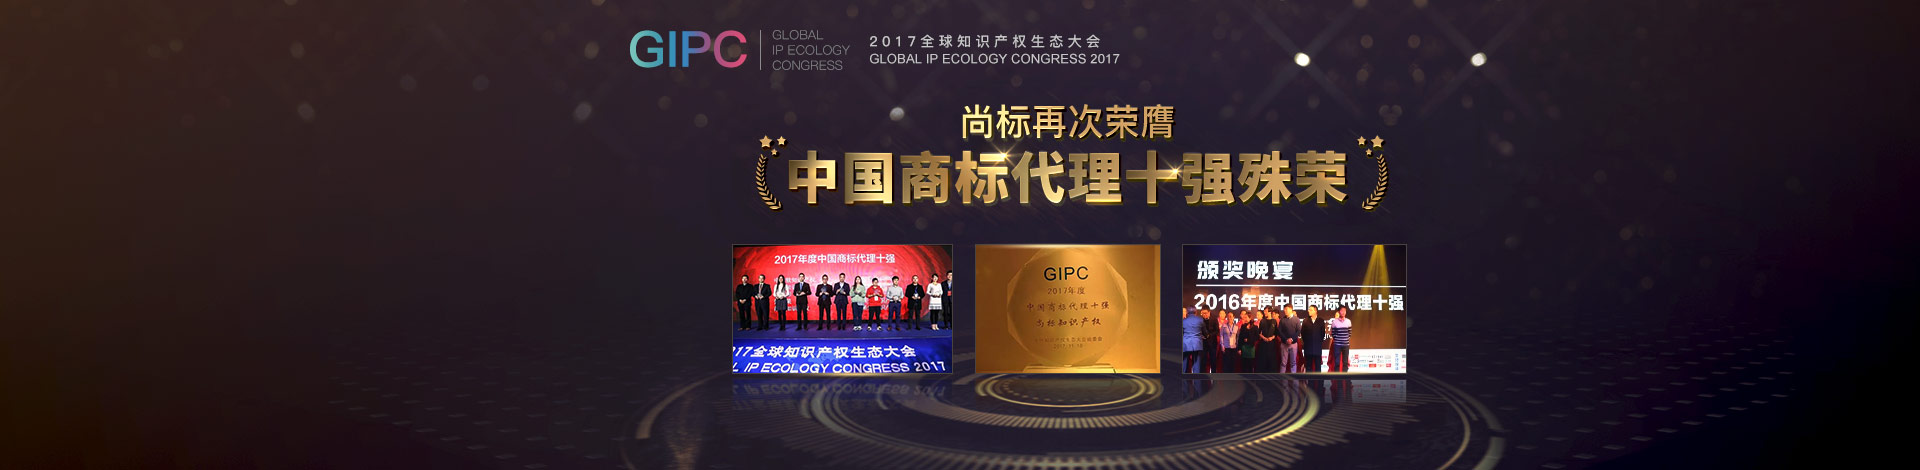 GIPC
GLOBAL
IP ECOLOGY
CONGRESS
2017全球知识产权生态大会
GLOBAL IP ECOLOGY CONGRESS 2017
尚标再次荣膺
中国商标代理十强殊荣
2017年度中国商标代理十强
2017全球知识产权生态大会
L IP ECOLOGY CONGRESS 2017
GIPC
2017年度
中国商标代理十强
尚标知识产权
颁奖晚宴
2016年度中国商标代理十强